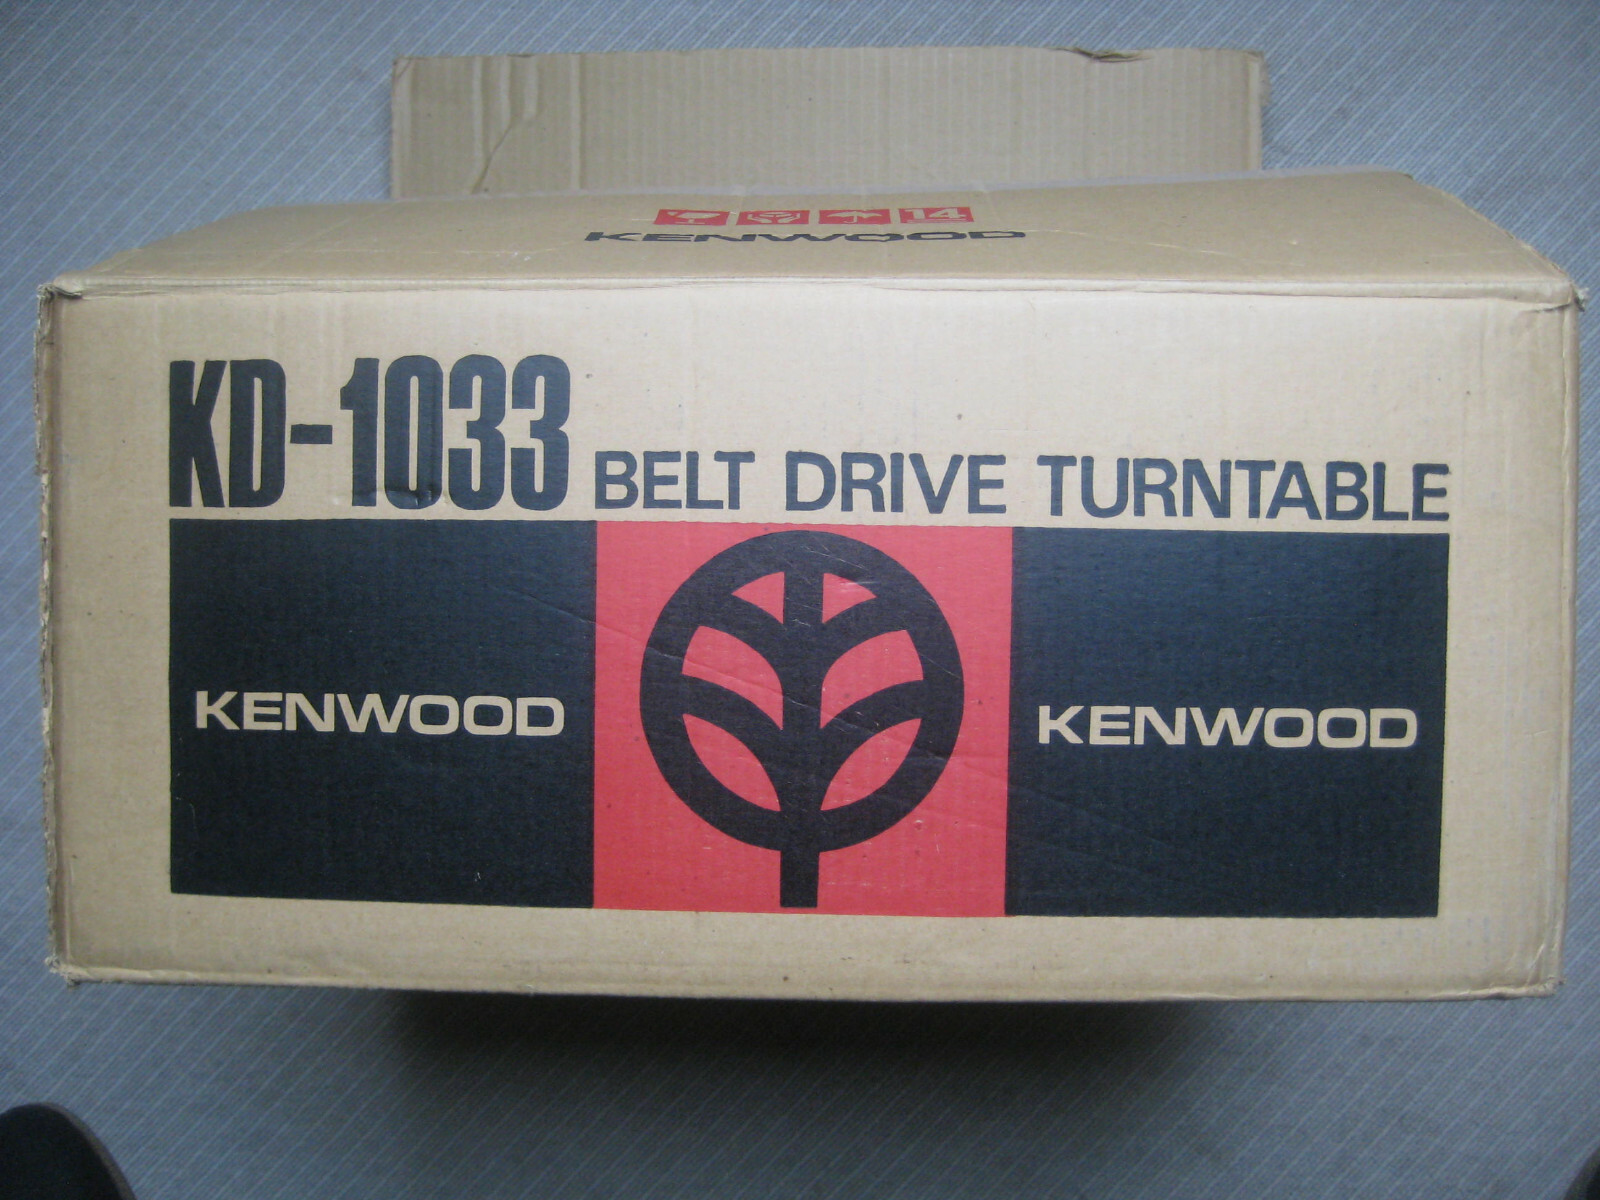 14
KENWOOD
KD-1033 BELT DRIVE TURNTABLE
KENWOOD KENWOOD